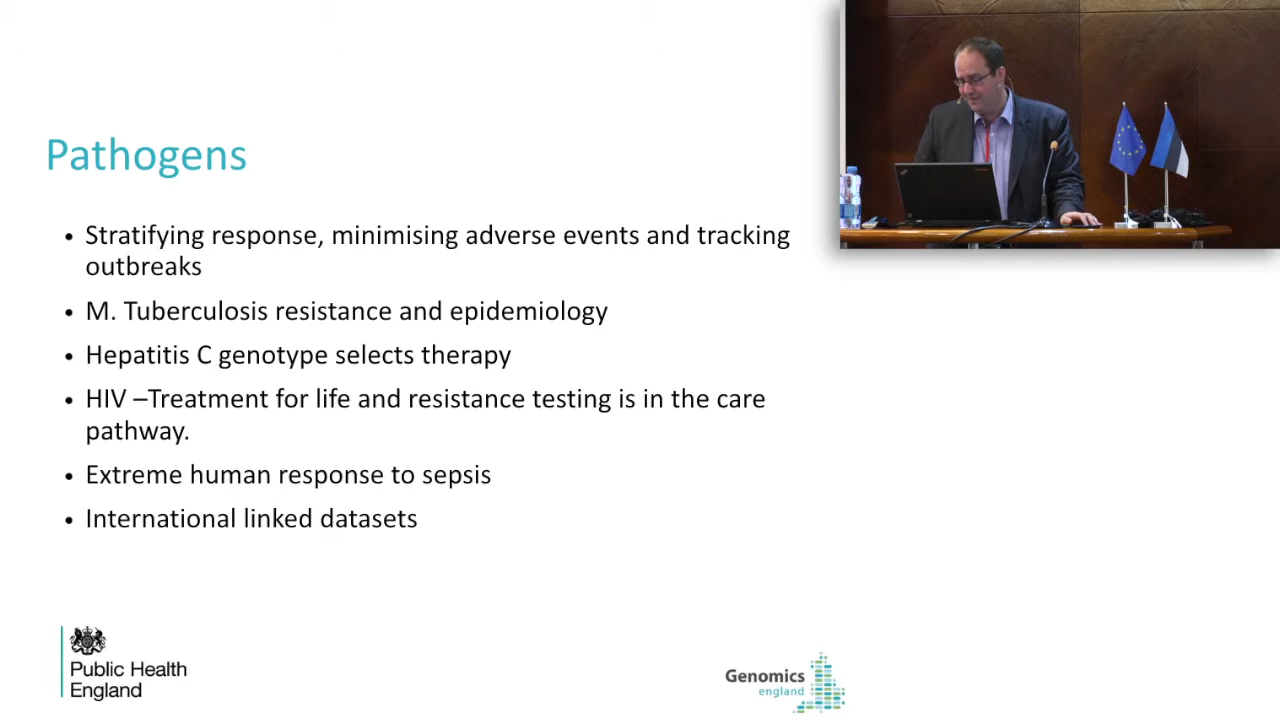 Pathogens
• Stratifying response, minimising adverse events and tracking
outbreaks
• M. Tuberculosis resistance and epidemiology
• Hepatitis C genotype selects therapy
• HIV –Treatment for life and resistance testing is in the care
pathway.
• Extreme human response to sepsis
• International linked datasets
Public Health
England
Genomics
england